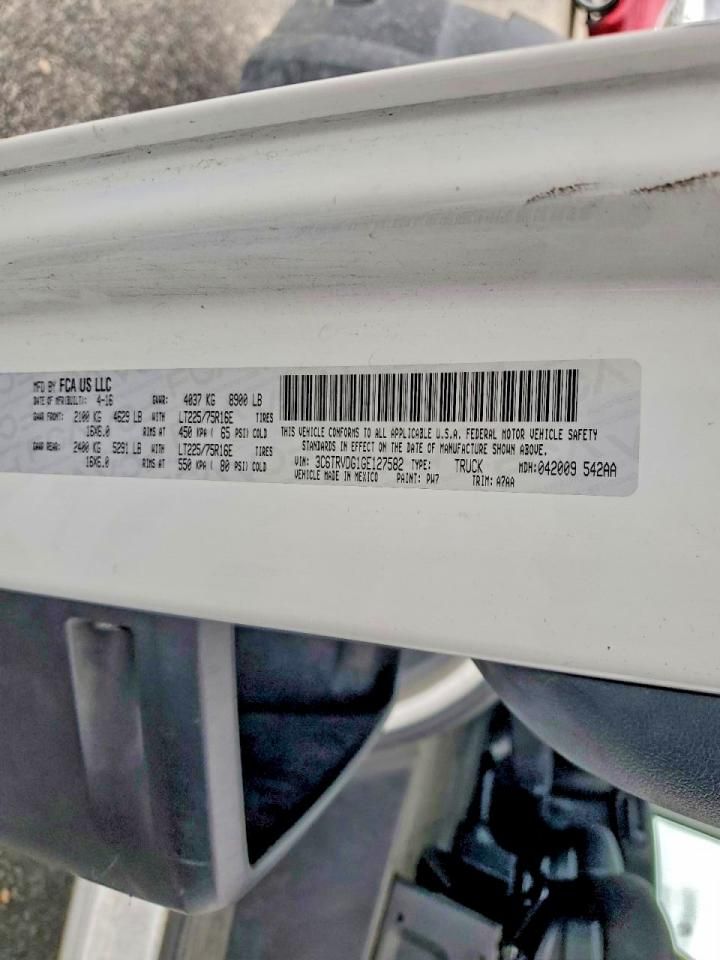 MFD BY FCA US LLC
DATE OF MFR(BUILT): 4-16 GVWR: 4037 KG 8900 LB
GAWR FRONT: 2100 KG 4629 LB WITH LT225/75R16E TIRES
16X6.0 RIMS AT 450 KPA ( 65 PSI) COLD
GAWR REAR: 2400 KG 5291 LB WITH LT225/75R16E TIRES
16X6.0 RIMS AT 550 KPA ( 80 PSI) COLD
THIS VEHICLE CONFORMS TO ALL APPLICABLE U.S.A. FEDERAL MOTOR VEHICLE SAFETY
STANDARDS IN EFFECT ON THE DATE OF MANUFACTURE SHOWN ABOVE.
VIN: 3C6TRVDG1GE127582 TYPE: TRUCK MDH:042009 542AA
VEHICLE MADE IN MEXICO PAINT: PW7 TRIM: A7AA